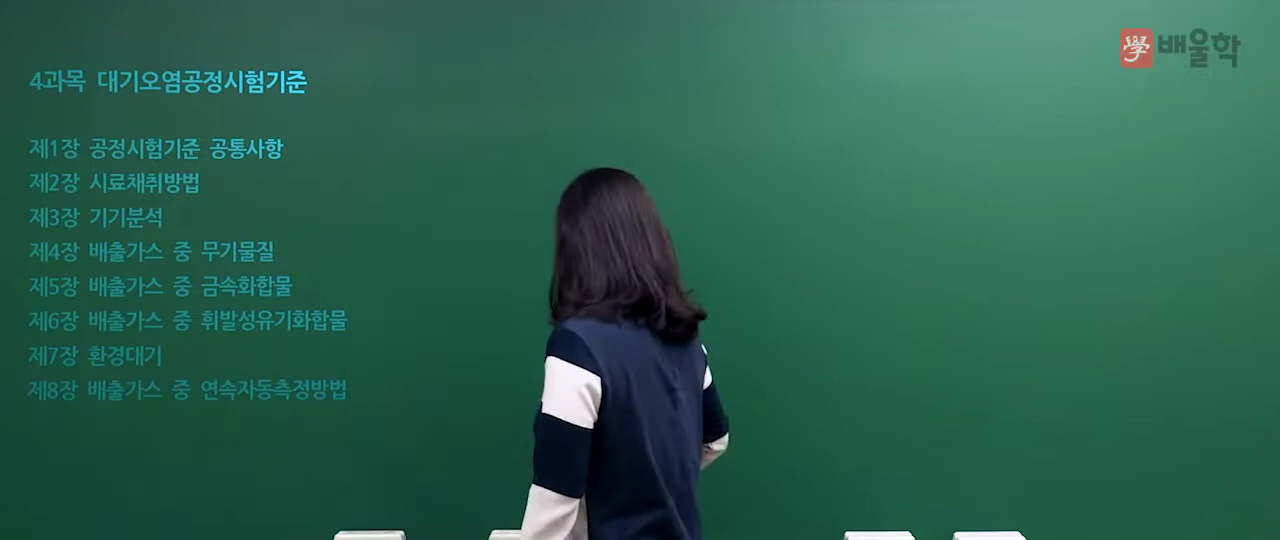 學 배울학
4과목 대기오염공정시험기준
제1장 공정시험기준 공통사항
제2장 시료채취방법
제3장 기기분석
제4장 배출가스 중 무기물질
제5장 배출가스 중 금속화합물
제6장 배출가스 중 휘발성유기화합물
제7장 환경대기
제8장 배출가스 중 연속자동측정방법